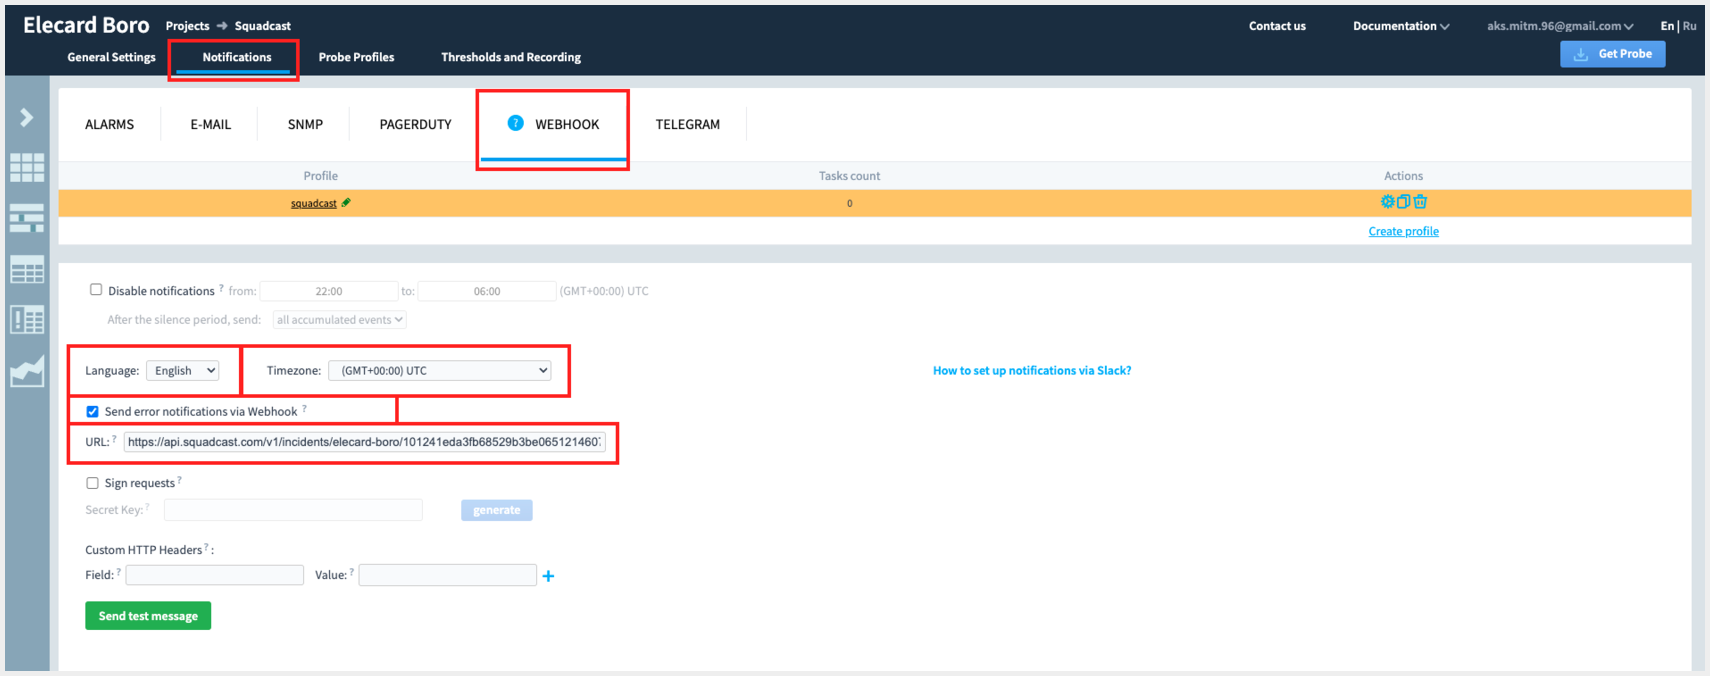 Elecard Boro Projects → Squadcast Contact us Documentation aks.mitm.96@gmail.com En | Ru
General Settings Notifications Probe Profiles Thresholds and Recording Get Probe
ALARMS E-MAIL SNMP PAGERDUTY ? WEBHOOK TELEGRAM
Profile Tasks count Actions
squadcast 0
Create profile
Disable notifications ? from: 22:00 to: 06:00 (GMT+00:00) UTC
After the silence period, send: all accumulated events
Language: English Timezone: (GMT+00:00) UTC How to set up notifications via Slack?
Send error notifications via Webhook ?
URL: ? https://api.squadcast.com/v1/incidents/elecard-boro/101241eda3fb68529b3be0651214607
Sign requests ?
Secret Key: ? generate
Custom HTTP Headers ? :
Field: ? Value: ? +
Send test message